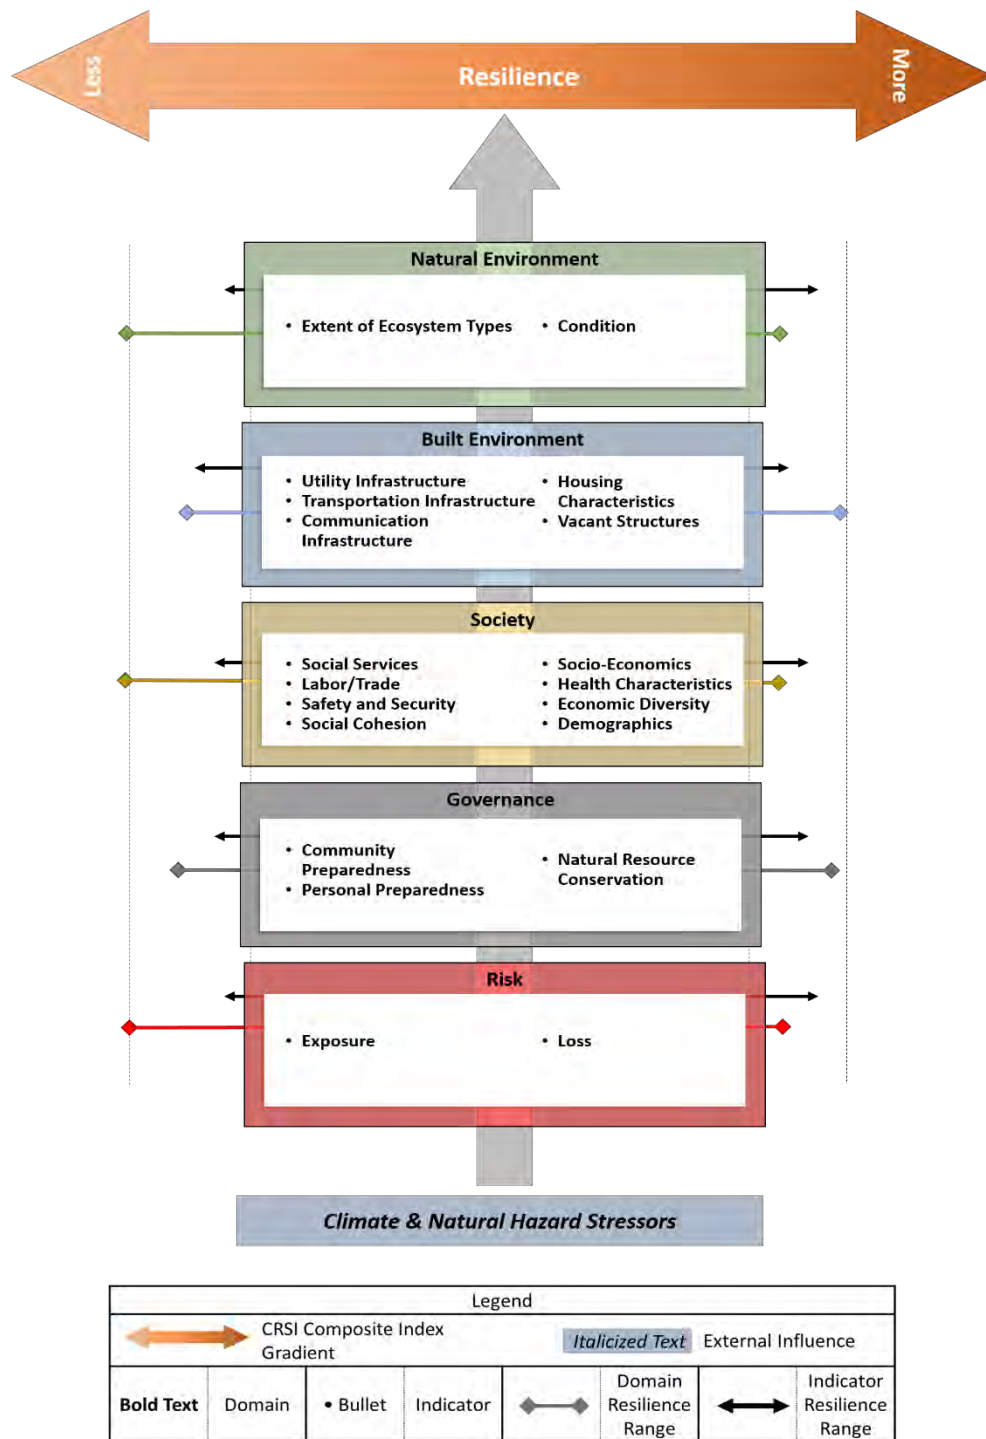 Less
Resilience
More
Natural Environment
• Extent of Ecosystem Types
• Condition
Built Environment
• Utility Infrastructure
• Transportation Infrastructure
• Communication
Infrastructure
• Housing
Characteristics
• Vacant Structures
Society
• Social Services
• Labor/Trade
• Safety and Security
• Social Cohesion
• Socio-Economics
• Health Characteristics
• Economic Diversity
• Demographics
Governance
• Community
Preparedness
• Personal Preparedness
• Natural Resource
Conservation
Risk
• Exposure
• Loss
Climate & Natural Hazard Stressors
Legend
CRSI Composite Index
Gradient
Italicized Text
External Influence
Bold Text
Domain
• Bullet
Indicator
Domain
Resilience
Range
Indicator
Resilience
Range